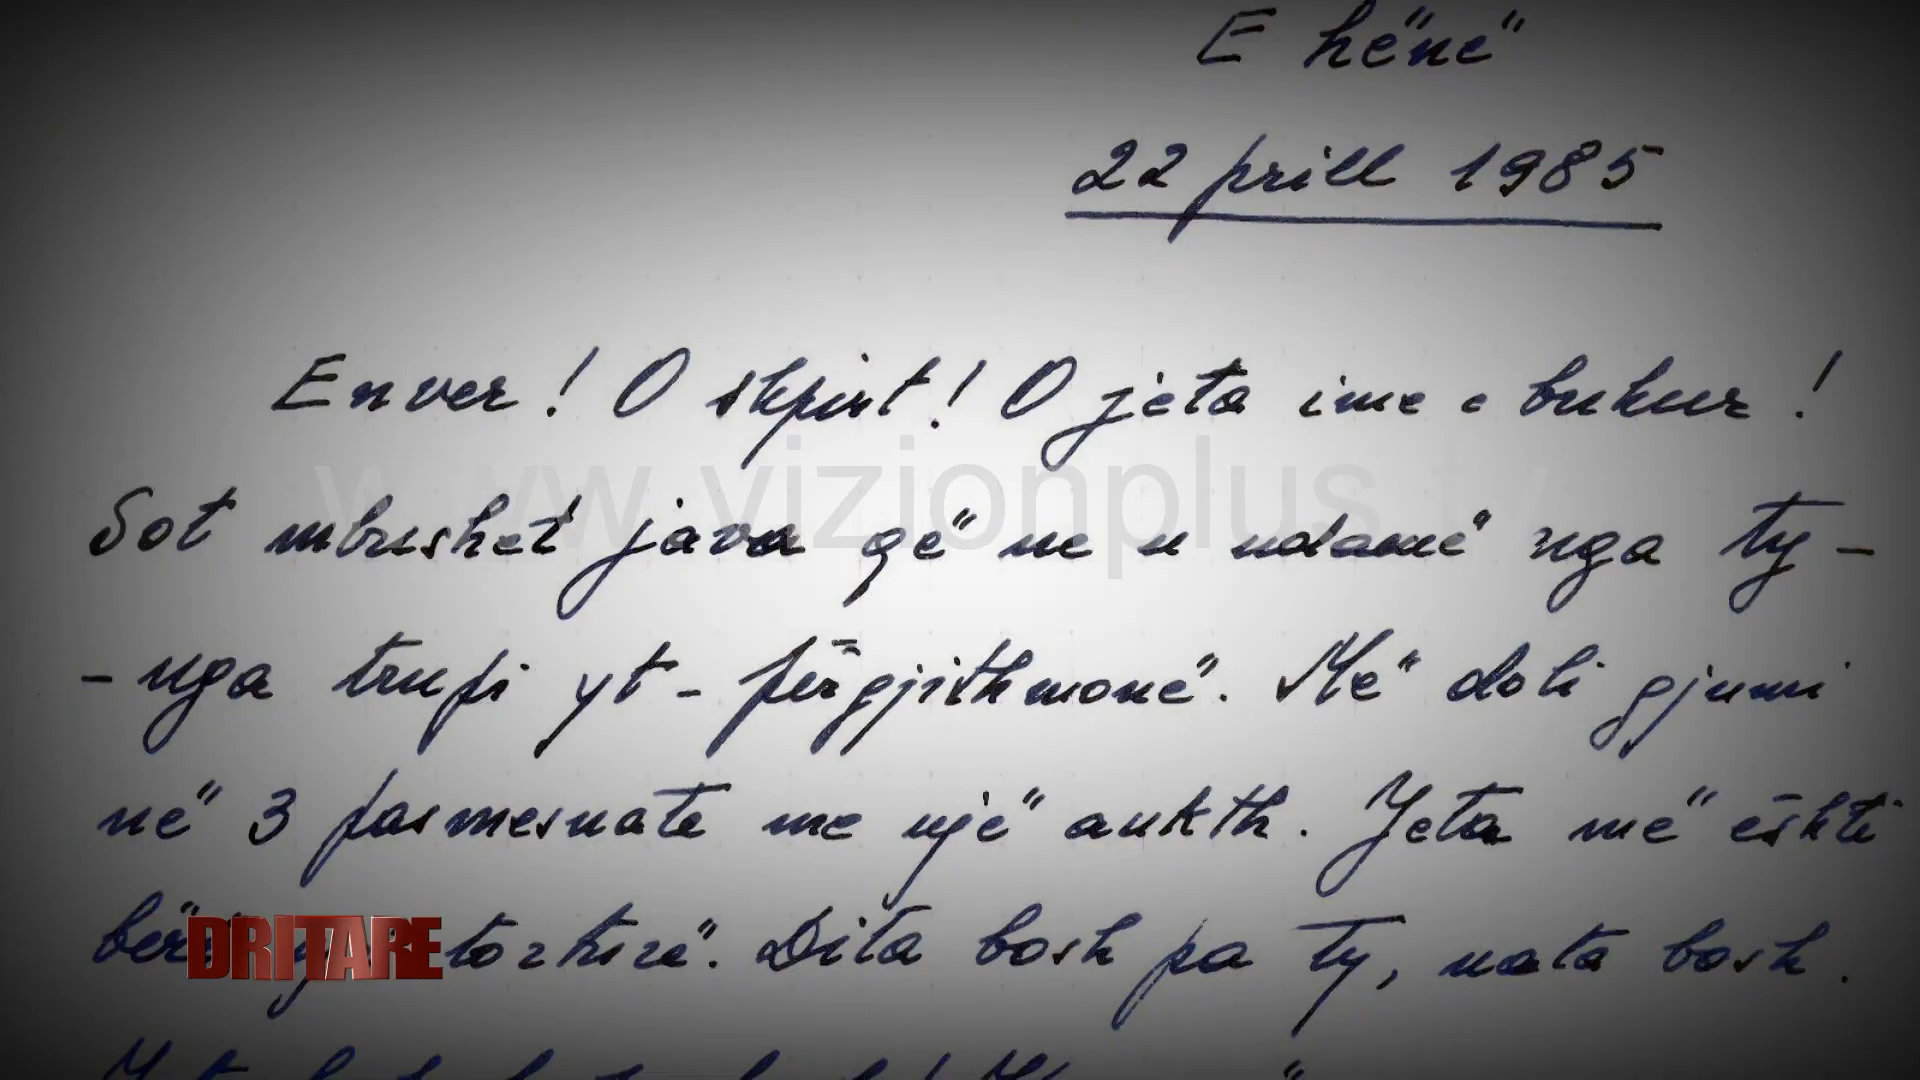 E hënë
22 prill 1985
Enver! O shpirt! O jeta ime e bukur!
www.vizionplus.tv
Sot mbushet java që ne u ndamë nga ty -
- nga trupi yt - përgjithmonë. Më doli gjumi
në 3 pasmesnate me një ankth. Jeta më është
DRITARE
torturë. Dita bosh pa ty, nata bosh.